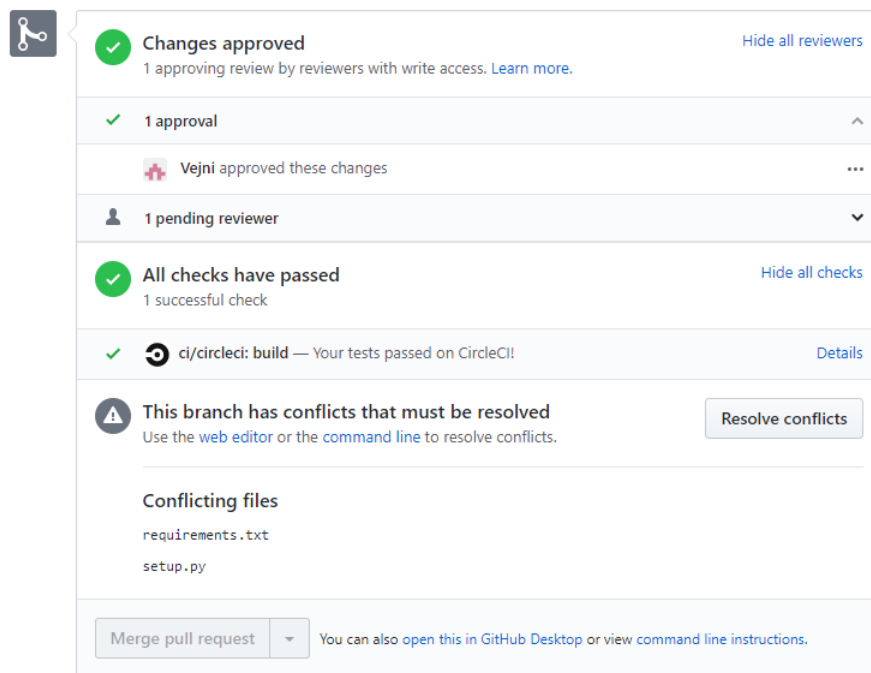 Changes approved
Hide all reviewers
1 approving review by reviewers with write access. Learn more.
1 approval
Vejni approved these changes
1 pending reviewer
All checks have passed
Hide all checks
1 successful check
ci/circleci: build — Your tests passed on CircleCI!
Details
This branch has conflicts that must be resolved
Use the web editor or the command line to resolve conflicts.
Resolve conflicts
Conflicting files
requirements.txt
setup.py
Merge pull request
You can also open this in GitHub Desktop or view command line instructions.